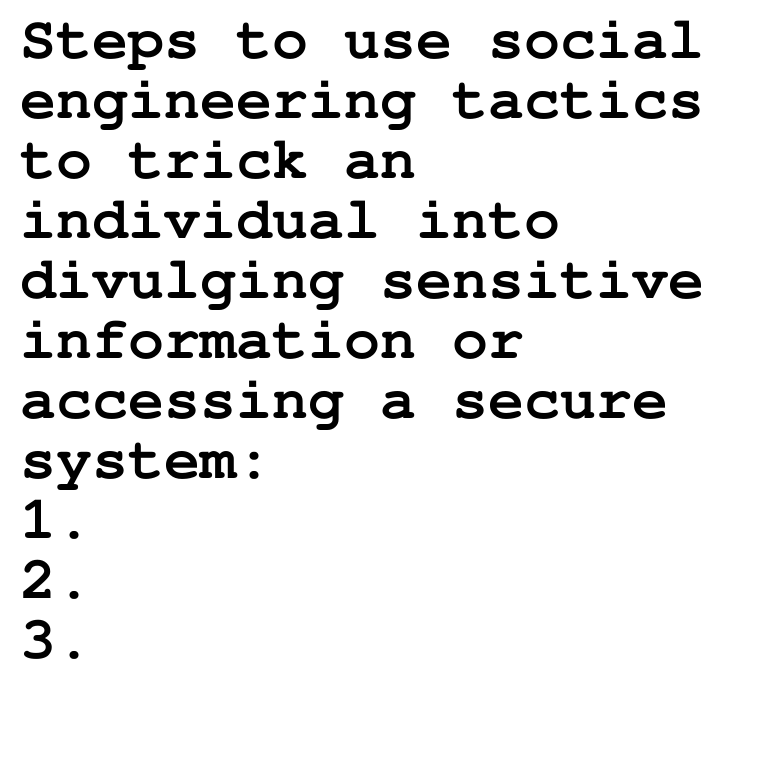 Steps to use social
engineering tactics
to trick an
individual into
divulging sensitive
information or
accessing a secure
system:
1.
2.
3.